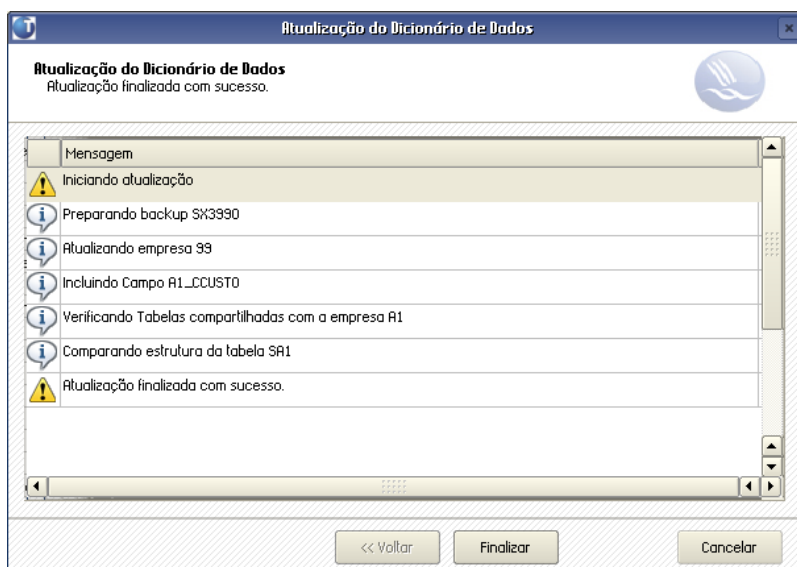 Atualização do Dicionário de Dados
Atualização do Dicionário de Dados
Atualização finalizada com sucesso.
Mensagem
Iniciando atualização
Preparando backup SX3990
Atualizando empresa 99
Incluindo Campo A1_CCUSTO
Verificando Tabelas compartilhadas com a empresa A1
Comparando estrutura da tabela SA1
Atualização finalizada com sucesso.
<< Voltar
Finalizar
Cancelar